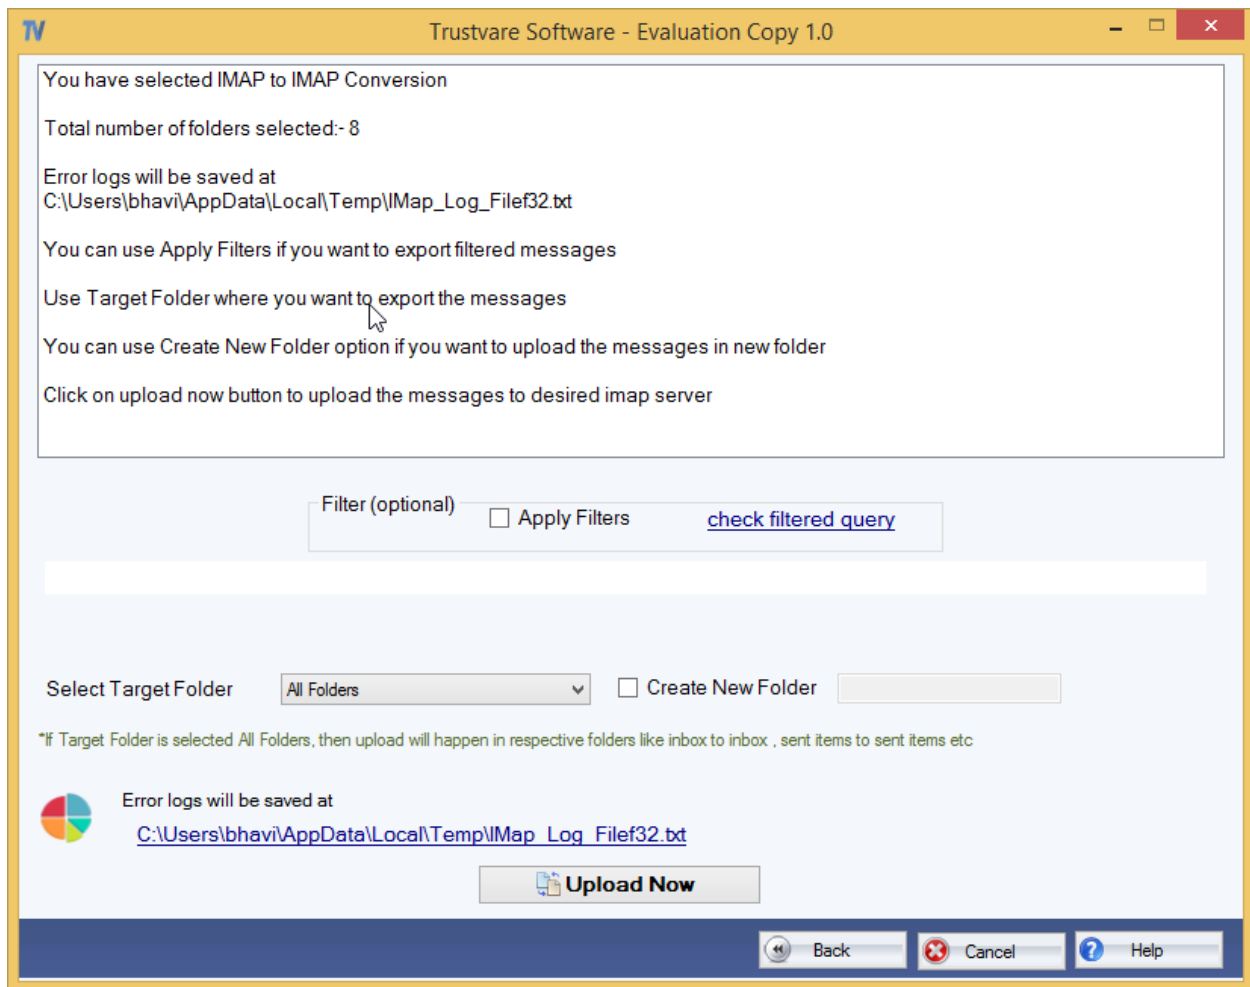 TV
Trustvare Software - Evaluation Copy 1.0
You have selected IMAP to IMAP Conversion
Total number of folders selected:- 8
Error logs will be saved at
C:\Users\bhavi\AppData\Local\Temp\IMap_Log_Filef32.txt
You can use Apply Filters if you want to export filtered messages
Use Target Folder where you want to export the messages
You can use Create New Folder option if you want to upload the messages in new folder
Click on upload now button to upload the messages to desired imap server
Filter (optional)
Apply Filters
check filtered query
Select Target Folder
All Folders
Create New Folder
*If Target Folder is selected All Folders, then upload will happen in respective folders like inbox to inbox , sent items to sent items etc
Error logs will be saved at
C:\Users\bhavi\AppData\Local\Temp\IMap_Log_Filef32.txt
Upload Now
Back
Cancel
Help